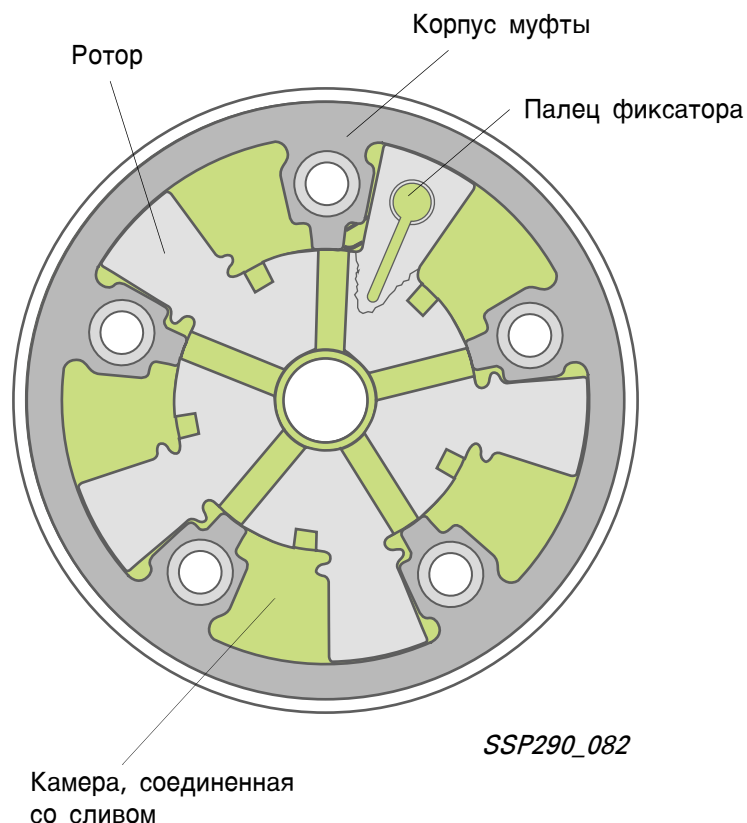 Корпус муфты
Ротор
Палец фиксатора
SSP290_082
Камера, соединенная
со сливом